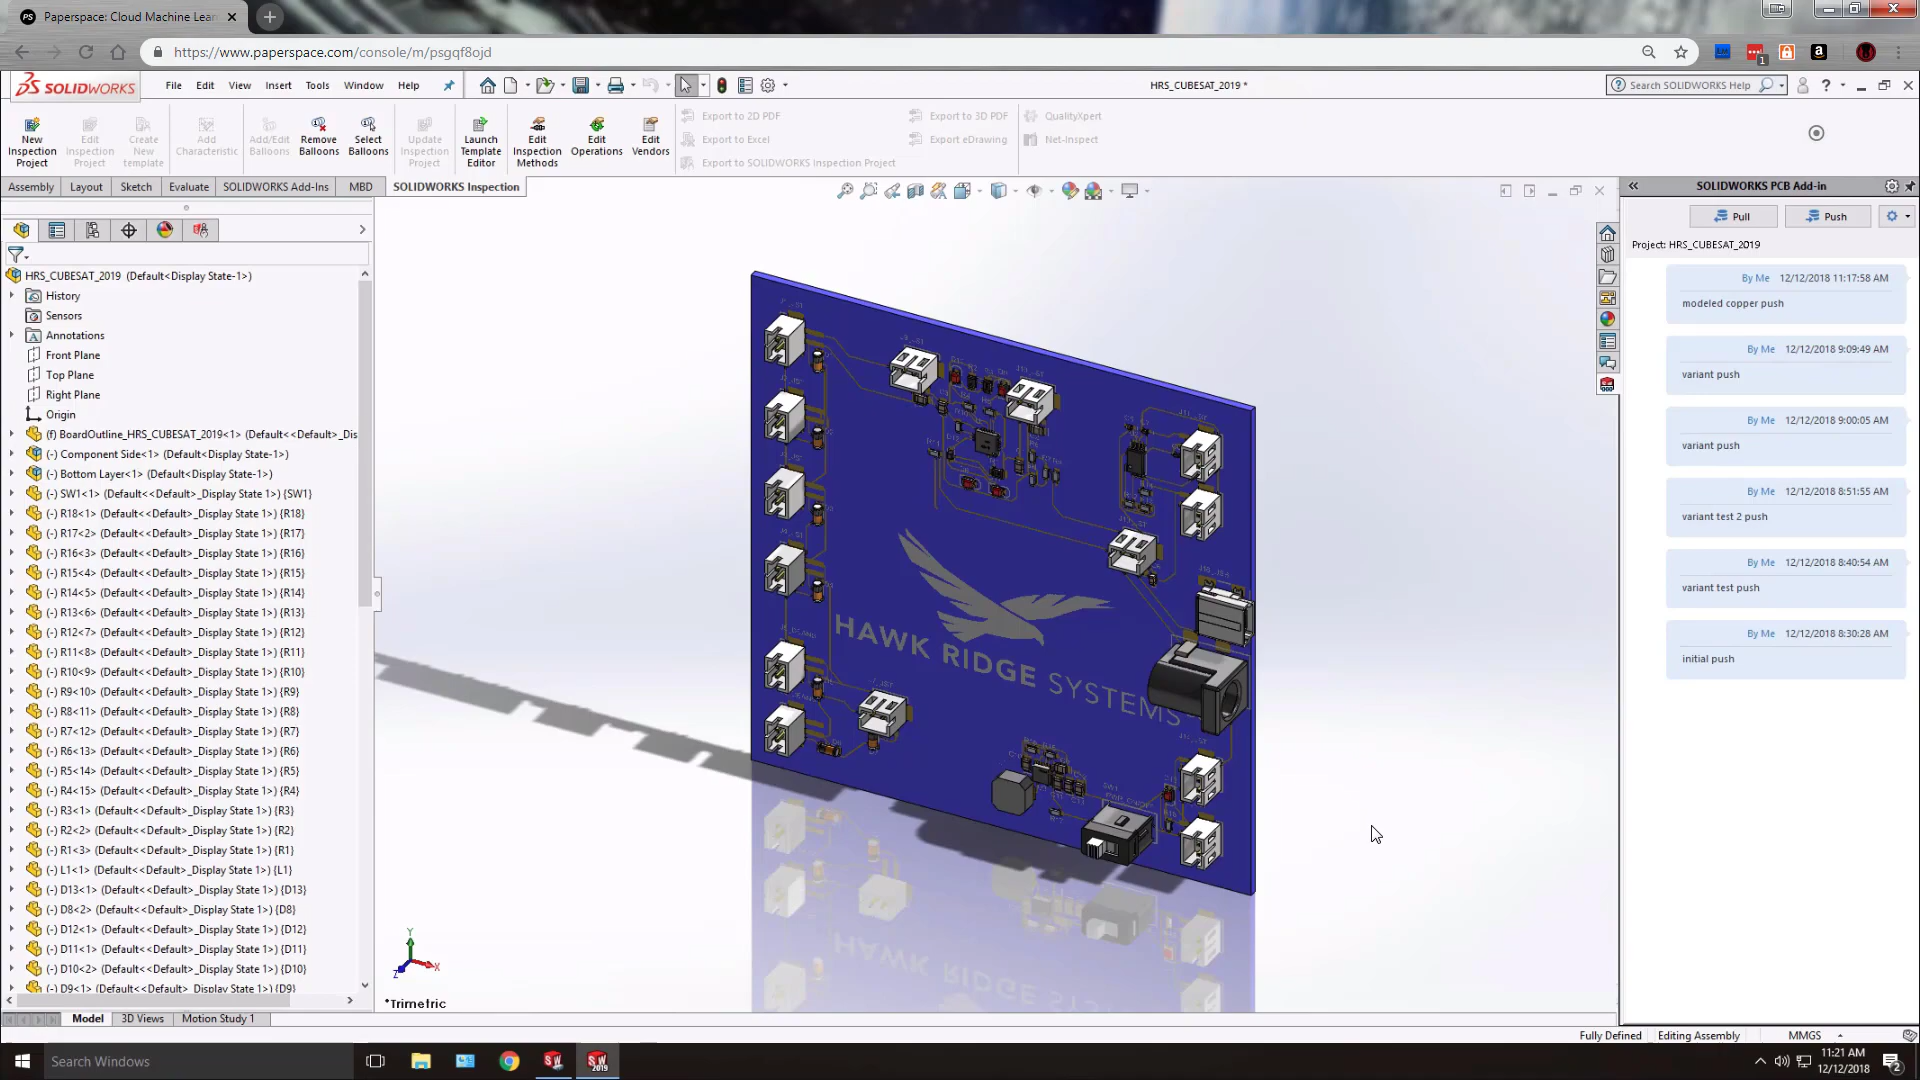 Paperspace: Cloud Machine Lear
https://www.paperspace.com/console/m/psgqf8ojd
1
SOLIDWORKS
File Edit View Insert Tools Window Help
HRS_CUBESAT_2019 *
Search SOLIDWORKS Help
New Inspection Project
Edit Inspection Project
Create New template
Add Characteristic
Add/Edit Balloons
Remove Balloons
Select Balloons
Update Inspection Project
Launch Template Editor
Edit Inspection Methods
Edit Operations
Edit Vendors
Export to 2D PDF
Export to Excel
Export to SOLIDWORKS Inspection Project
Export to 3D PDF
Export eDrawing
QualityXpert
Net-Inspect
Assembly Layout Sketch Evaluate SOLIDWORKS Add-Ins MBD SOLIDWORKS Inspection
HRS_CUBESAT_2019 (Default<Display State-1>)
History
Sensors
Annotations
Front Plane
Top Plane
Right Plane
Origin
(f) BoardOutline_HRS_CUBESAT_2019<1> (Default<<Default>_Dis
(-) Component Side<1> (Default<Display State-1>)
(-) Bottom Layer<1> (Default<Display State-1>)
(-) SW1<1> (Default<<Default>_Display State 1>) {SW1}
(-) R18<1> (Default<<Default>_Display State 1>) {R18}
(-) R17<2> (Default<<Default>_Display State 1>) {R17}
(-) R16<3> (Default<<Default>_Display State 1>) {R16}
(-) R15<4> (Default<<Default>_Display State 1>) {R15}
(-) R14<5> (Default<<Default>_Display State 1>) {R14}
(-) R13<6> (Default<<Default>_Display State 1>) {R13}
(-) R12<7> (Default<<Default>_Display State 1>) {R12}
(-) R11<8> (Default<<Default>_Display State 1>) {R11}
(-) R10<9> (Default<<Default>_Display State 1>) {R10}
(-) R9<10> (Default<<Default>_Display State 1>) {R9}
(-) R8<11> (Default<<Default>_Display State 1>) {R8}
(-) R7<12> (Default<<Default>_Display State 1>) {R7}
(-) R6<13> (Default<<Default>_Display State 1>) {R6}
(-) R5<14> (Default<<Default>_Display State 1>) {R5}
(-) R4<15> (Default<<Default>_Display State 1>) {R4}
(-) R3<1> (Default<<Default>_Display State 1>) {R3}
(-) R2<2> (Default<<Default>_Display State 1>) {R2}
(-) R1<3> (Default<<Default>_Display State 1>) {R1}
(-) L1<1> (Default<<Default>_Display State 1>) {L1}
(-) D13<1> (Default<<Default>_Display State 1>) {D13}
(-) D8<2> (Default<<Default>_Display State 1>) {D8}
(-) D12<1> (Default<<Default>_Display State 1>) {D12}
(-) D11<1> (Default<<Default>_Display State 1>) {D11}
(-) D10<2> (Default<<Default>_Display State 1>) {D10}
(-) D9<1> (Default<<Default>_Display State 1>) {D9}
HAWK RIDGE SYSTEMS
SW1
Y
X
Z
*Trimetric
SOLIDWORKS PCB Add-in
Pull Push
Project: HRS_CUBESAT_2019
By Me 12/12/2018 11:17:58 AM
modeled copper push
By Me 12/12/2018 9:09:49 AM
variant push
By Me 12/12/2018 9:00:05 AM
variant push
By Me 12/12/2018 8:51:55 AM
variant test 2 push
By Me 12/12/2018 8:40:54 AM
variant test push
By Me 12/12/2018 8:30:28 AM
initial push
Model 3D Views Motion Study 1
Fully Defined Editing Assembly MMGS
Search Windows
11:21 AM
12/12/2018
2